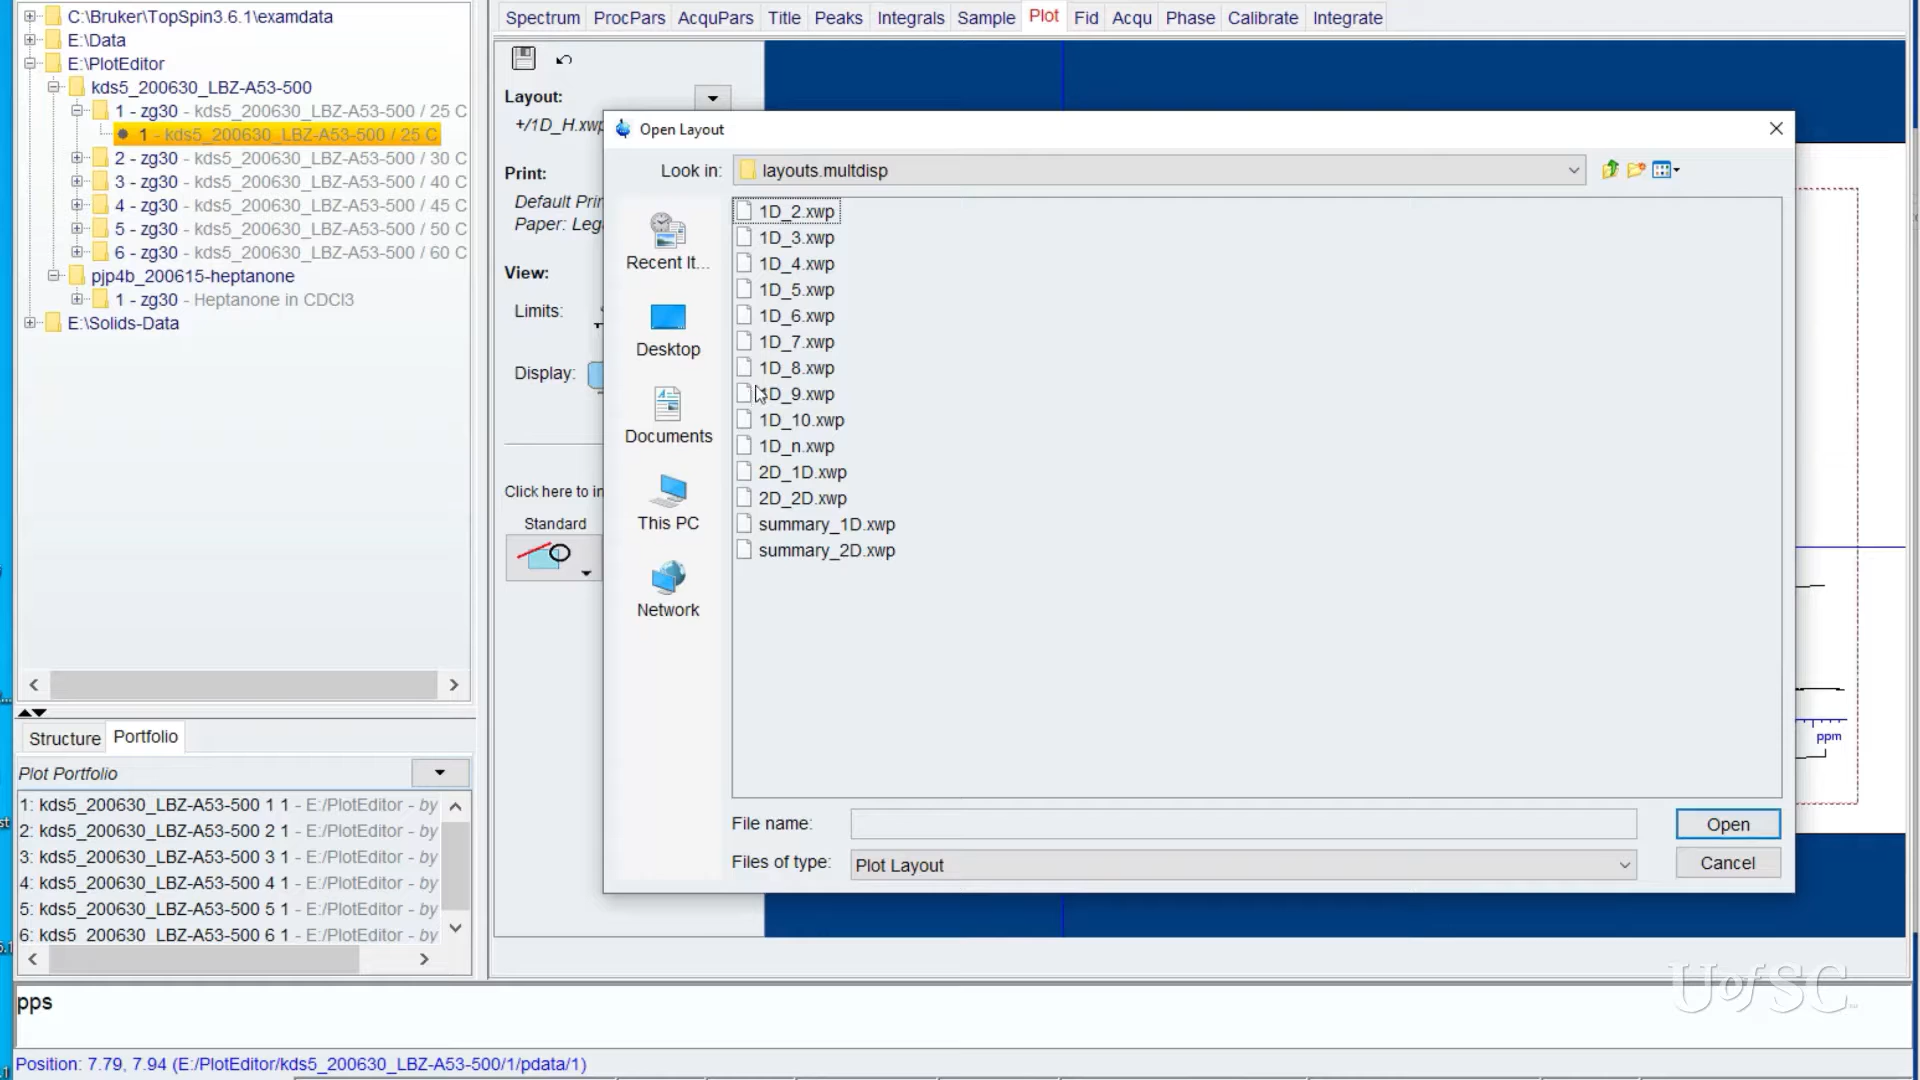 C:\Bruker\TopSpin3.6.1\examdata
E:\Data
E:\PlotEditor
kds5_200630_LBZ-A53-500
1 - zg30 - kds5_200630_LBZ-A53-500 / 25 C
1 - kds5_200630_LBZ-A53-500 / 25 C
2 - zg30 - kds5_200630_LBZ-A53-500 / 30 C
3 - zg30 - kds5_200630_LBZ-A53-500 / 40 C
4 - zg30 - kds5_200630_LBZ-A53-500 / 45 C
5 - zg30 - kds5_200630_LBZ-A53-500 / 50 C
6 - zg30 - kds5_200630_LBZ-A53-500 / 60 C
pjp4b_200615-heptanone
1 - zg30 - Heptanone in CDCl3
E:\Solids-Data
Structure Portfolio
Plot Portfolio
1: kds5_200630_LBZ-A53-500 1 1 - E:/PlotEditor - by
2: kds5_200630_LBZ-A53-500 2 1 - E:/PlotEditor - by
3: kds5_200630_LBZ-A53-500 3 1 - E:/PlotEditor - by
4: kds5_200630_LBZ-A53-500 4 1 - E:/PlotEditor - by
5: kds5_200630_LBZ-A53-500 5 1 - E:/PlotEditor - by
6: kds5_200630_LBZ-A53-500 6 1 - E:/PlotEditor - by
Spectrum ProcPars AcquPars Title Peaks Integrals Sample Plot Fid Acqu Phase Calibrate Integrate
Layout:
+/1D_H.xwp
Print:
Default Prin
Paper: Leg
View:
Limits:
Display:
Click here to in
Standard
Open Layout
Look in: layouts.multdisp
Recent It...
Desktop
Documents
This PC
Network
1D_2.xwp
1D_3.xwp
1D_4.xwp
1D_5.xwp
1D_6.xwp
1D_7.xwp
1D_8.xwp
1D_9.xwp
1D_10.xwp
1D_n.xwp
2D_1D.xwp
2D_2D.xwp
summary_1D.xwp
summary_2D.xwp
File name:
Open
Files of type: Plot Layout
Cancel
ppm
UofSC
pps
Position: 7.79, 7.94 (E:/PlotEditor/kds5_200630_LBZ-A53-500/1/pdata/1)